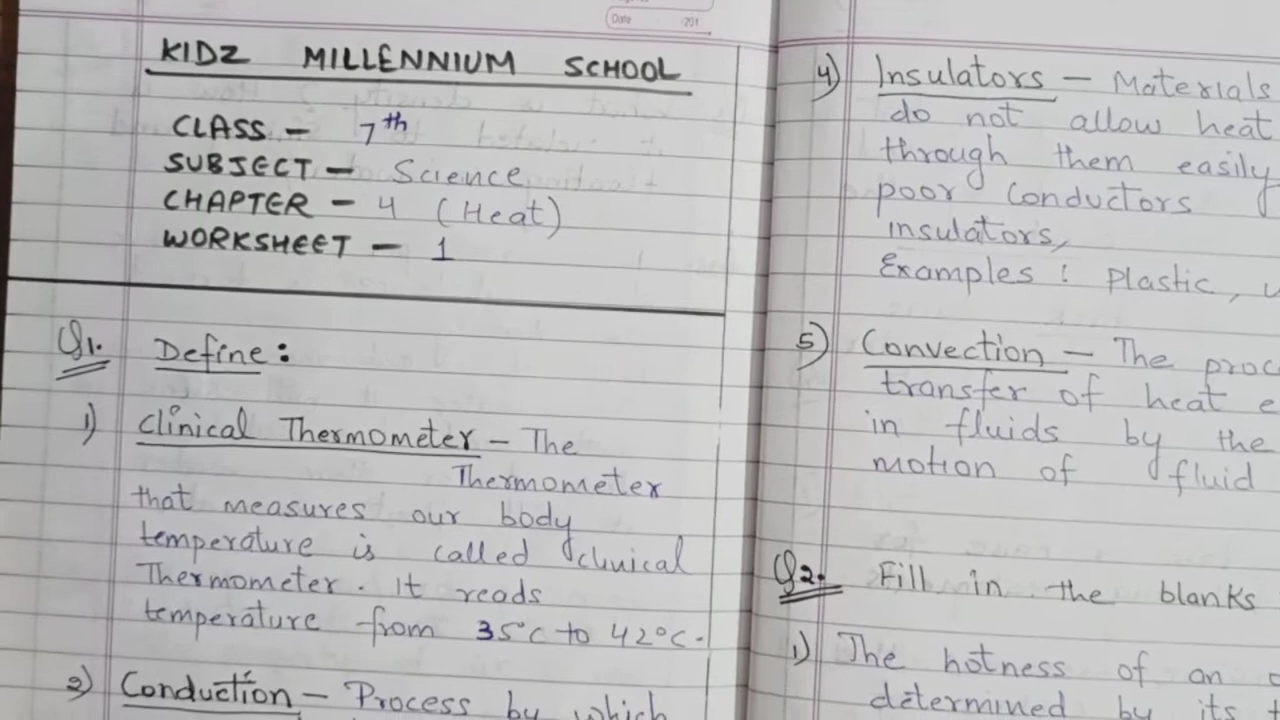 Date 201
KIDZ MILLENNIUM SCHOOL
CLASS - 7th
SUBJECT - Science
CHAPTER - 4 (Heat)
WORKSHEET - 1
Q1. Define:
1) Clinical Thermometer - The
Thermometer
that measures our body
temperature is called clinical
Thermometer. It reads
temperature from 35°C to 42°C.
2) Conduction - Process by which
4) Insulators - Materials
do not allow heat
through them easily
poor conductors
insulators,
Examples : Plastic,
5) Convection - The proc
transfer of heat e
in fluids by the
motion of fluid
Q2. Fill in the blanks
1) The hotness of an
determined by its